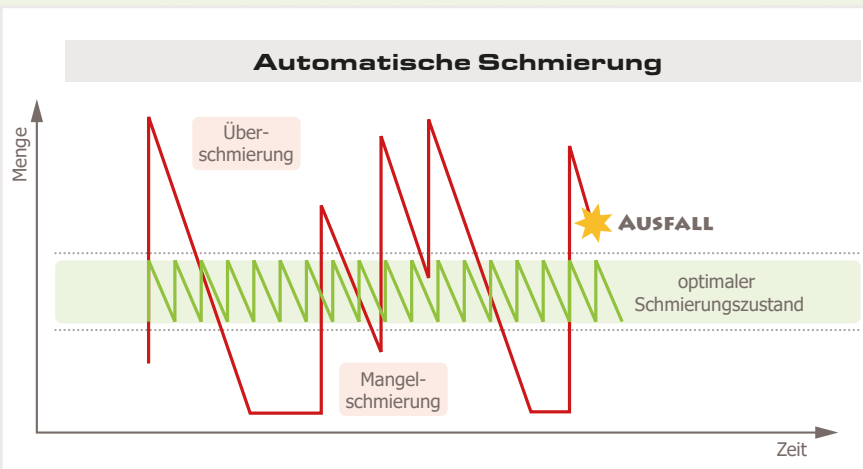 Automatische Schmierung
Menge
Über-
schmierung
AUSFALL
optimaler
Schmierungszustand
Mangel-
schmierung
Zeit